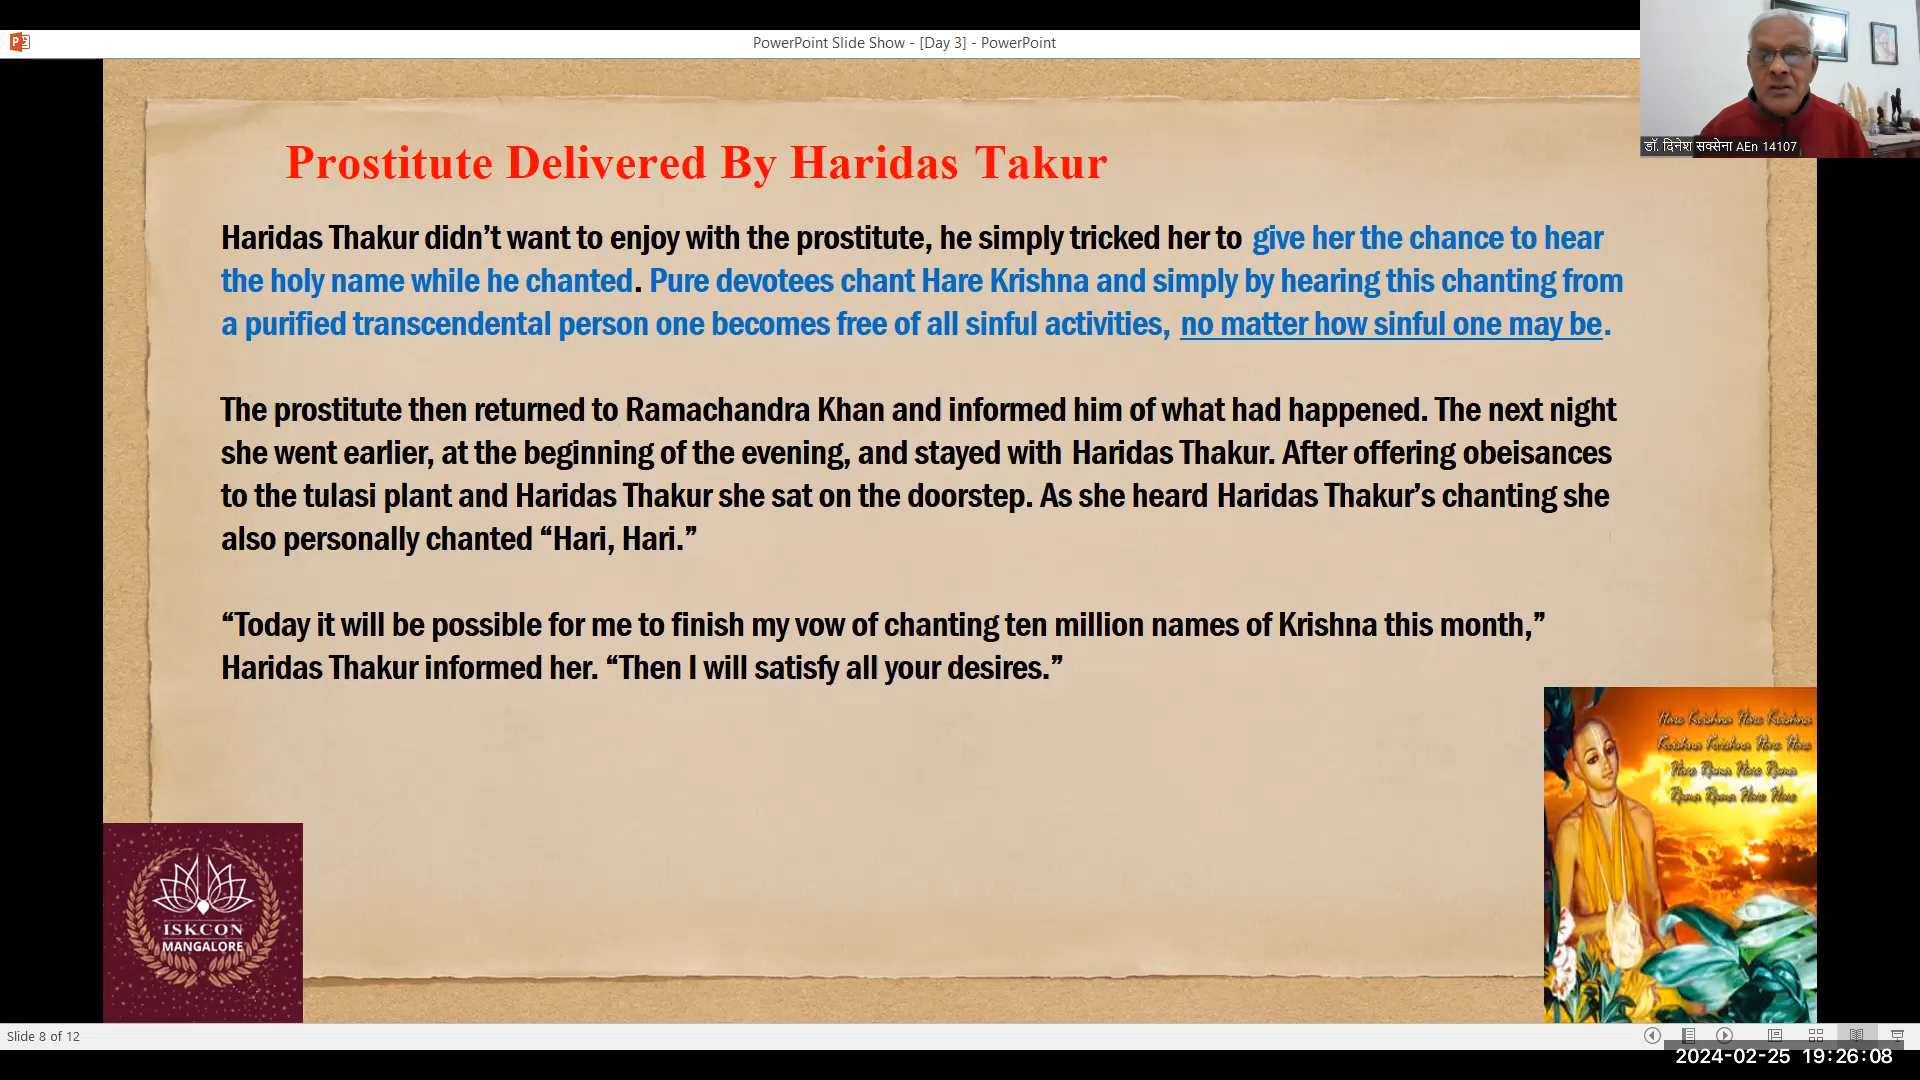 PowerPoint Slide Show - [Day 3] - PowerPoint
डॉ. दिनेश सक्सेना AEn 14107
Prostitute Delivered By Haridas Takur
Haridas Thakur didn’t want to enjoy with the prostitute, he simply tricked her to give her the chance to hear
the holy name while he chanted. Pure devotees chant Hare Krishna and simply by hearing this chanting from
a purified transcendental person one becomes free of all sinful activities, no matter how sinful one may be.
The prostitute then returned to Ramachandra Khan and informed him of what had happened. The next night
she went earlier, at the beginning of the evening, and stayed with Haridas Thakur. After offering obeisances
to the tulasi plant and Haridas Thakur she sat on the doorstep. As she heard Haridas Thakur’s chanting she
also personally chanted “Hari, Hari.”
“Today it will be possible for me to finish my vow of chanting ten million names of Krishna this month,”
Haridas Thakur informed her. “Then I will satisfy all your desires.”
Hare Krishna Hare Krishna
Krishna Krishna Hare Hare
Hare Rama Hare Rama
Rama Rama Hare Hare
ISKCON
MANGALORE
Slide 8 of 12
2024-02-25 19:26:08